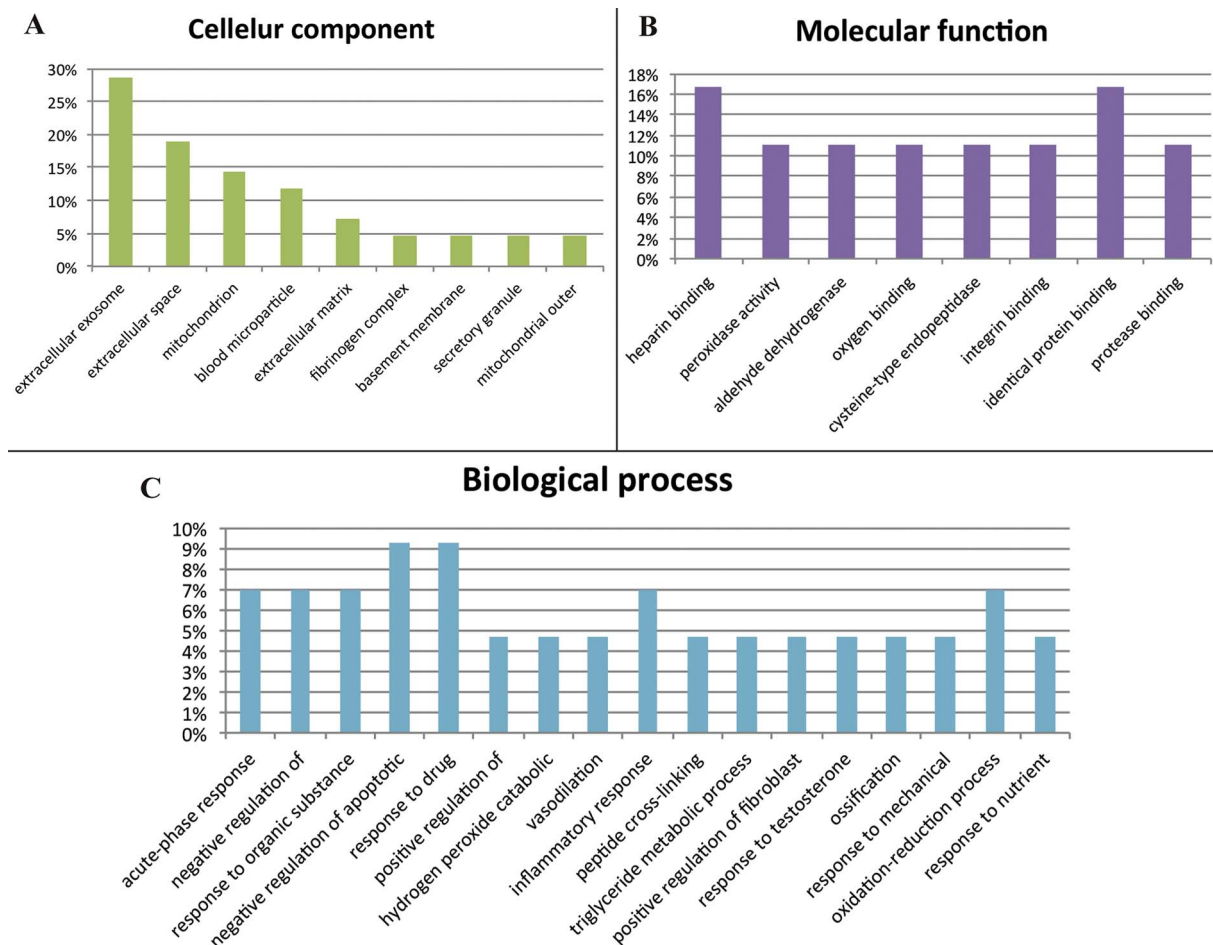 A
Cellelur component
30%
25%
20%
15%
10%
5%
0%
extracellular exosome
extracellular space
mitochondrion
blood microparticle
extracellular matrix
fibrinogen complex
basement membrane
secretory granule
mitochondrial outer
B
Molecular function
18%
16%
14%
12%
10%
8%
6%
4%
2%
0%
heparin binding
peroxidase activity
aldehyde dehydrogenase
oxygen binding
cysteine-type endopeptidase
integrin binding
identical protein binding
protease binding
C
Biological process
10%
9%
8%
7%
6%
5%
4%
3%
2%
1%
0%
acute-phase response
negative regulation of
response to organic substance
negative regulation of apoptotic
response to drug
positive regulation of
hydrogen peroxide catabolic
vasodilation
inflammatory response
peptide cross-linking
triglyceride metabolic process
positive regulation of fibroblast
response to testosterone
ossification
response to mechanical
oxidation-reduction process
response to nutrient